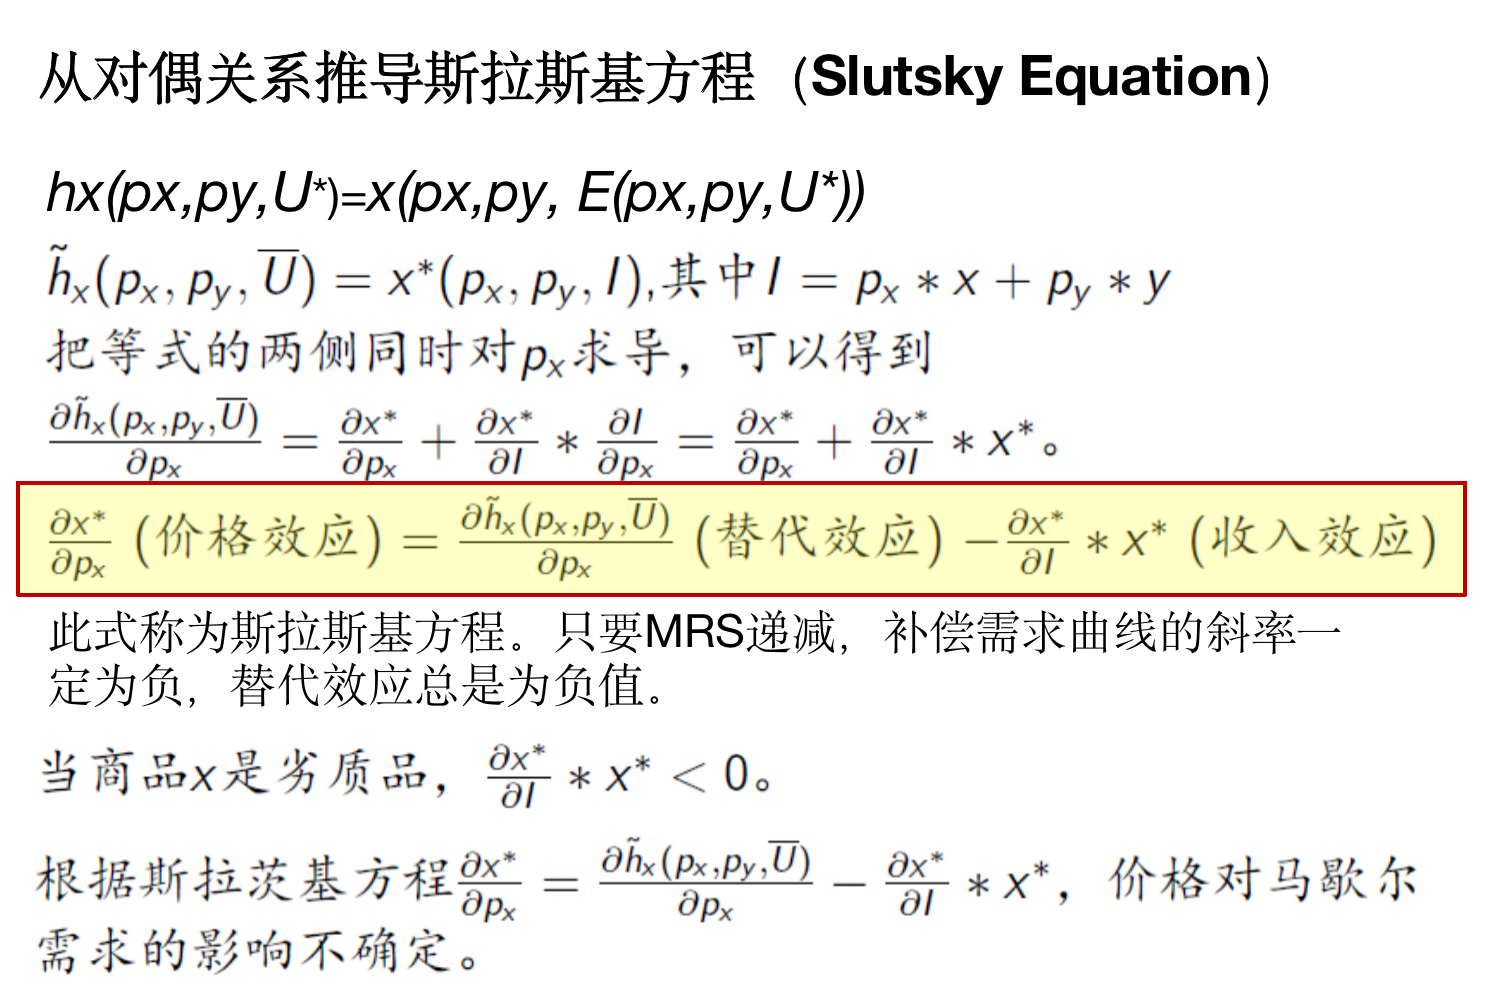 从对偶关系推导斯拉斯基方程（Slutsky Equation）
hx(px,py,U*)=x(px,py, E(px,py,U*))
$\tilde{h}_x(p_x, p_y, \overline{U}) = x^*(p_x, p_y, I)$,其中$I = p_x * x + p_y * y$
把等式的两侧同时对$p_x$求导，可以得到
$\frac{\partial \tilde{h}_x(p_x,p_y,\overline{U})}{\partial p_x} = \frac{\partial x^*}{\partial p_x} + \frac{\partial x^*}{\partial I} * \frac{\partial I}{\partial p_x} = \frac{\partial x^*}{\partial p_x} + \frac{\partial x^*}{\partial I} * x^*$。
$\frac{\partial x^*}{\partial p_x}$（价格效应）$= \frac{\partial \tilde{h}_x(p_x,p_y,\overline{U})}{\partial p_x}$（替代效应）$-\frac{\partial x^*}{\partial I} * x^*$（收入效应）
此式称为斯拉斯基方程。只要MRS递减，补偿需求曲线的斜率一
定为负，替代效应总是为负值。
当商品$x$是劣质品，$\frac{\partial x^*}{\partial I} * x^* < 0$。
根据斯拉茨基方程$\frac{\partial x^*}{\partial p_x} = \frac{\partial \tilde{h}_x(p_x,p_y,\overline{U})}{\partial p_x} - \frac{\partial x^*}{\partial I} * x^*$，价格对马歇尔
需求的影响不确定。